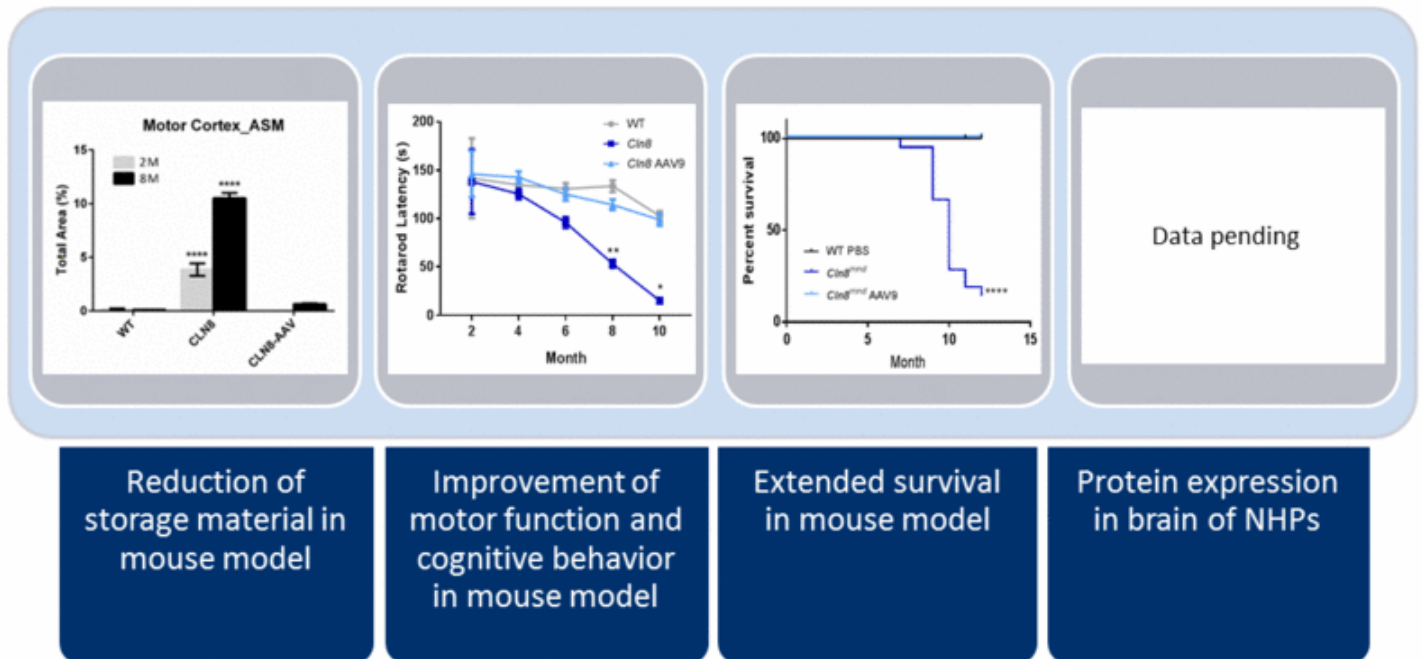 Motor Cortex_ASM
Total Area (%)
15
10
5
0
2M
8M
****
****
WT
CLN8
CLN8-AAV
Rotarod Latency (s)
200
150
100
50
0
WT
Cln8
Cln8 AAV9
**
*
2 4 6 8 10
Month
Percent survival
100
50
0
WT PBS
Cln8mnd
Cln8mnd AAV9
****
0 5 10 15
Month
Data pending
Reduction of
storage material in
mouse model
Improvement of
motor function and
cognitive behavior
in mouse model
Extended survival
in mouse model
Protein expression
in brain of NHPs